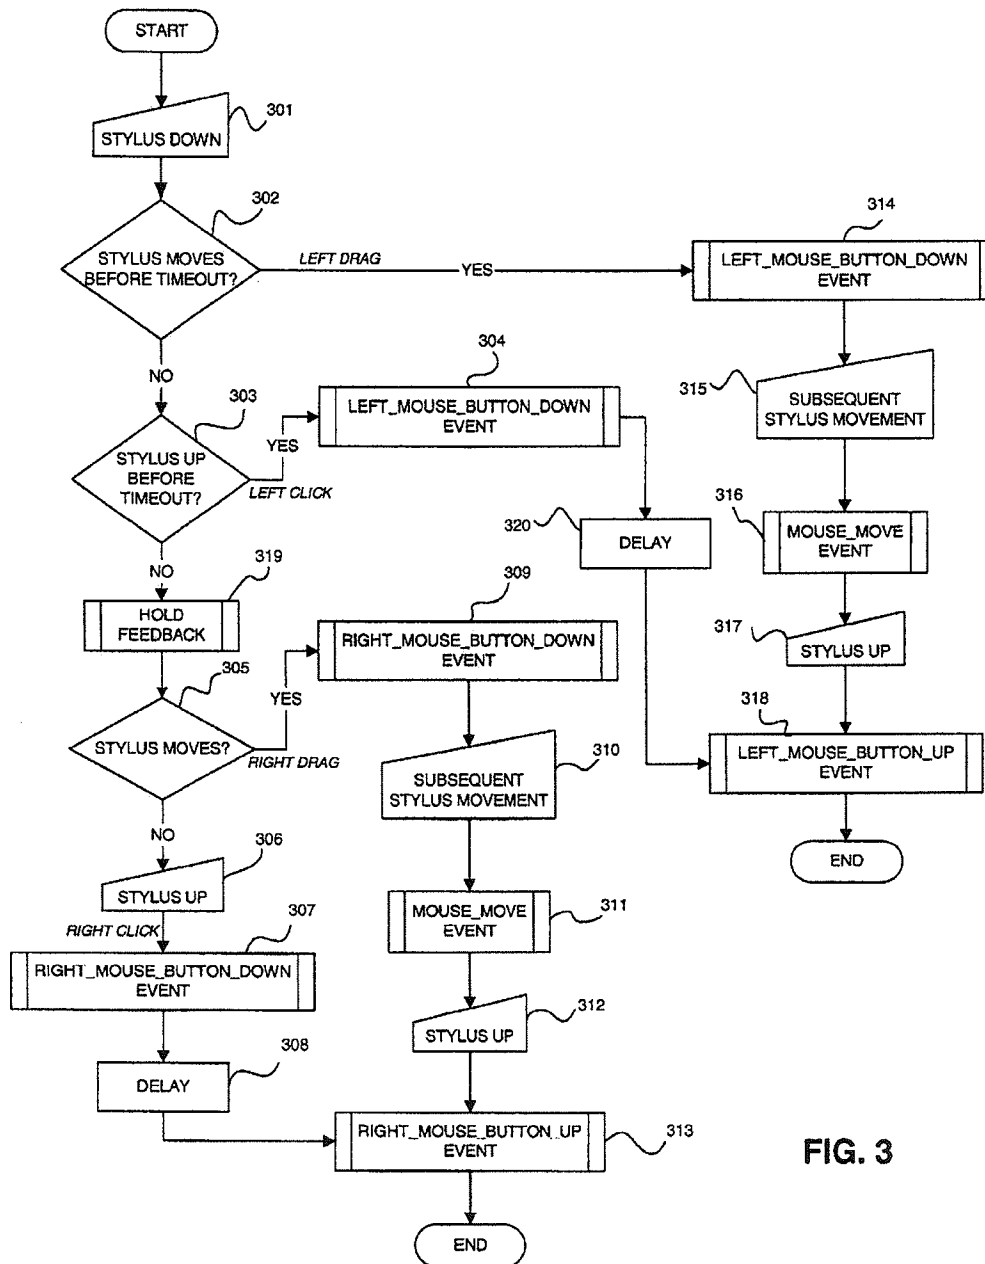 START
301
STYLUS DOWN
302
STYLUS MOVES
BEFORE TIMEOUT?
LEFT DRAG
YES
314
LEFT_MOUSE_BUTTON_DOWN
EVENT
NO
303
STYLUS UP
BEFORE
TIMEOUT?
YES
LEFT CLICK
304
LEFT_MOUSE_BUTTON_DOWN
EVENT
315
SUBSEQUENT
STYLUS MOVEMENT
320
DELAY
316
MOUSE_MOVE
EVENT
NO
319
HOLD
FEEDBACK
309
RIGHT_MOUSE_BUTTON_DOWN
EVENT
317
STYLUS UP
305
STYLUS MOVES?
YES
RIGHT DRAG
318
LEFT_MOUSE_BUTTON_UP
EVENT
310
SUBSEQUENT
STYLUS MOVEMENT
END
NO
306
STYLUS UP
RIGHT CLICK
307
RIGHT_MOUSE_BUTTON_DOWN
EVENT
311
MOUSE_MOVE
EVENT
312
STYLUS UP
308
DELAY
RIGHT_MOUSE_BUTTON_UP
EVENT
313
END
FIG. 3